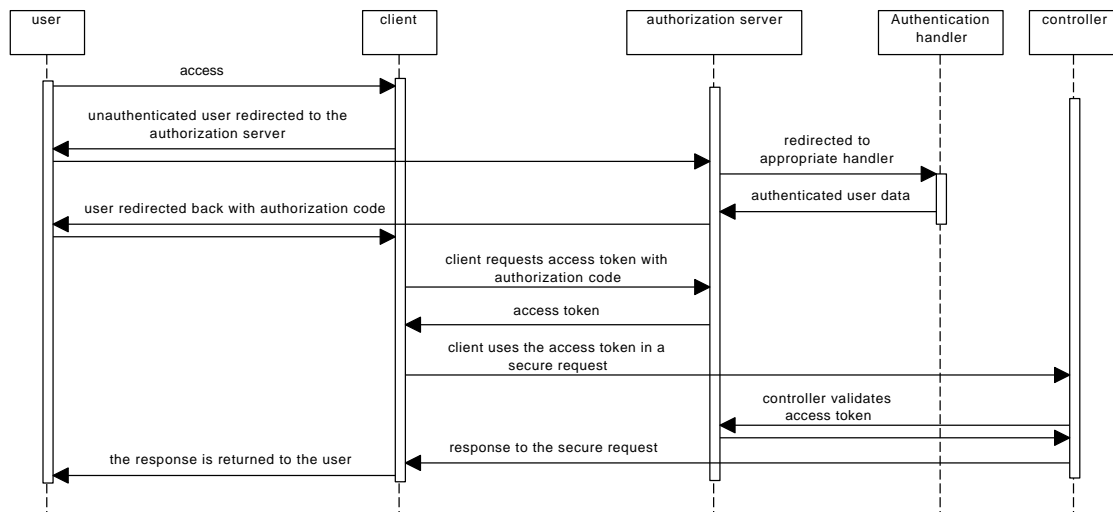 user
client
authorization server
Authentication
handler
controller
access
unauthenticated user redirected to the
authorization server
redirected to
appropriate handler
authenticated user data
user redirected back with authorization code
client requests access token with
authorization code
access token
client uses the access token in a
secure request
controller validates
access token
response to the secure request
the response is returned to the user